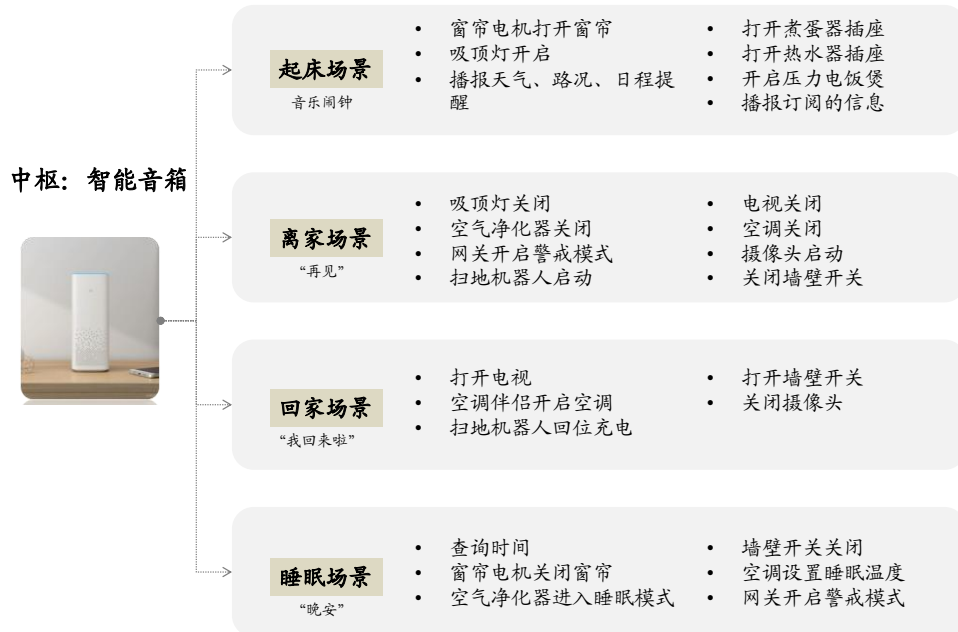 中枢：智能音箱
起床场景
音乐闹钟
• 窗帘电机打开窗帘
• 吸顶灯开启
• 播报天气、路况、日程提
醒
• 打开煮蛋器插座
• 打开热水器插座
• 开启压力电饭煲
• 播报订阅的信息
离家场景
“再见”
• 吸顶灯关闭
• 空气净化器关闭
• 网关开启警戒模式
• 扫地机器人启动
• 电视关闭
• 空调关闭
• 摄像头启动
• 关闭墙壁开关
回家场景
“我回来啦”
• 打开电视
• 空调伴侣开启空调
• 扫地机器人回位充电
• 打开墙壁开关
• 关闭摄像头
睡眠场景
“晚安”
• 查询时间
• 窗帘电机关闭窗帘
• 空气净化器进入睡眠模式
• 墙壁开关关闭
• 空调设置睡眠温度
• 网关开启警戒模式